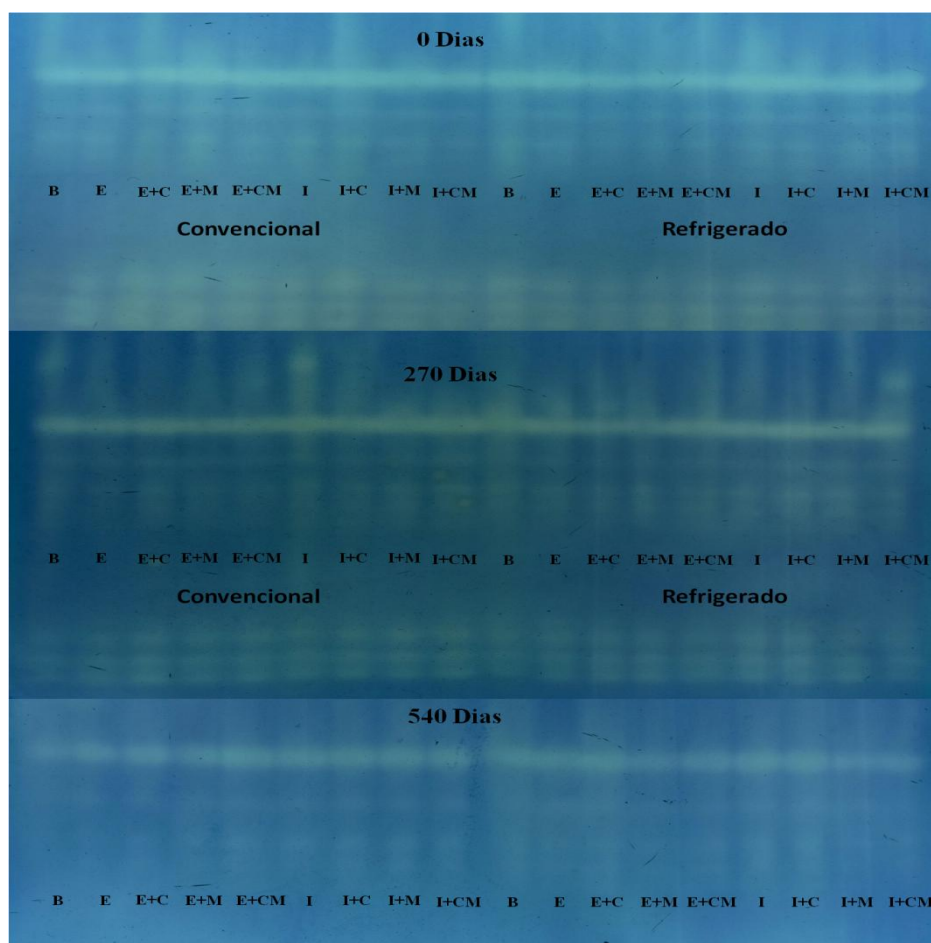 0 Dias
B E E+C E+M E+CM I I+C I+M I+CM B E E+C E+M E+CM I I+C I+M I+CM
Convencional Refrigerado
270 Dias
B E E+C E+M E+CM I I+C I+M I+CM B E E+C E+M E+CM I I+C I+M I+CM
Convencional Refrigerado
540 Dias
B E E+C E+M E+CM I I+C I+M I+CM B E E+C E+M E+CM I I+C I+M I+CM